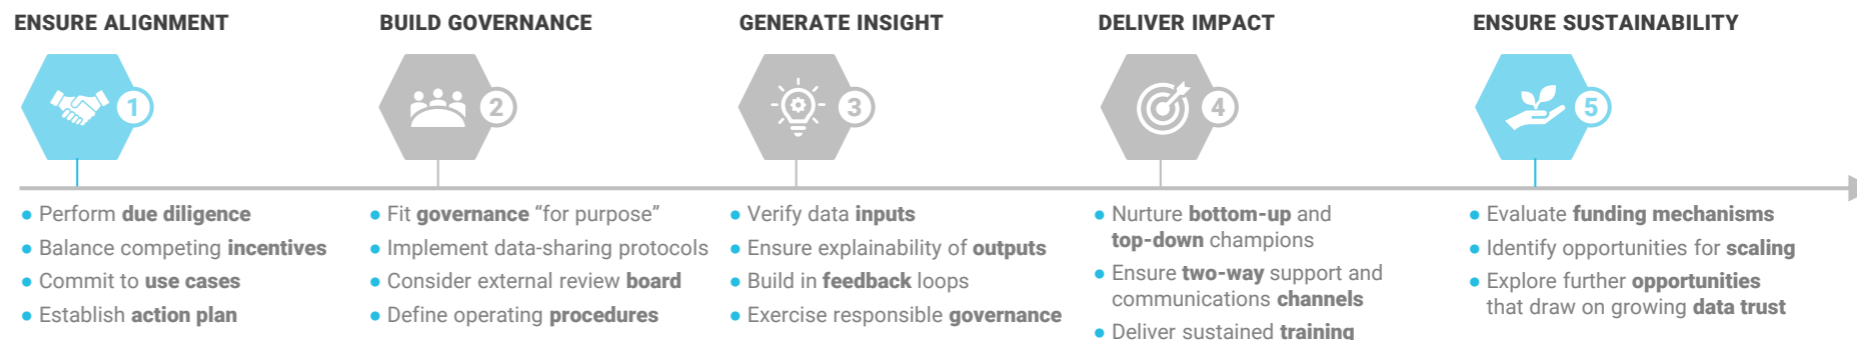 ENSURE ALIGNMENT
1
Perform due diligence
Balance competing incentives
Commit to use cases
Establish action plan
BUILD GOVERNANCE
2
Fit governance “for purpose”
Implement data-sharing protocols
Consider external review board
Define operating procedures
GENERATE INSIGHT
3
Verify data inputs
Ensure explainability of outputs
Build in feedback loops
Exercise responsible governance
DELIVER IMPACT
4
Nurture bottom-up and
top-down champions
Ensure two-way support and
communications channels
Deliver sustained training
ENSURE SUSTAINABILITY
5
Evaluate funding mechanisms
Identify opportunities for scaling
Explore further opportunities
that draw on growing data trust